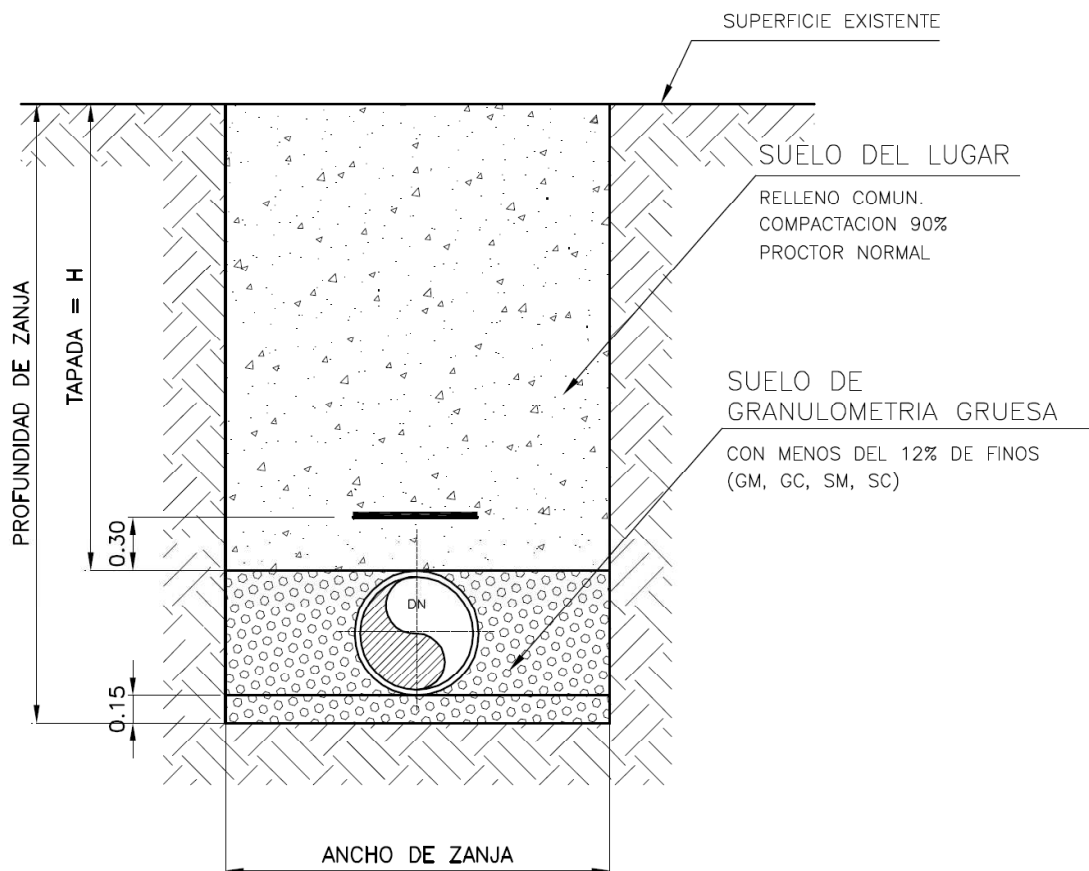 SUPERFICIE EXISTENTE
SUELO DEL LUGAR
RELLENO COMUN.
COMPACTACION 90%
PROCTOR NORMAL
SUELO DE
GRANULOMETRIA GRUESA
CON MENOS DEL 12% DE FINOS
(GM, GC, SM, SC)
PROFUNDIDAD DE ZANJA
TAPADA = H
0.30
DN
0.15
ANCHO DE ZANJA